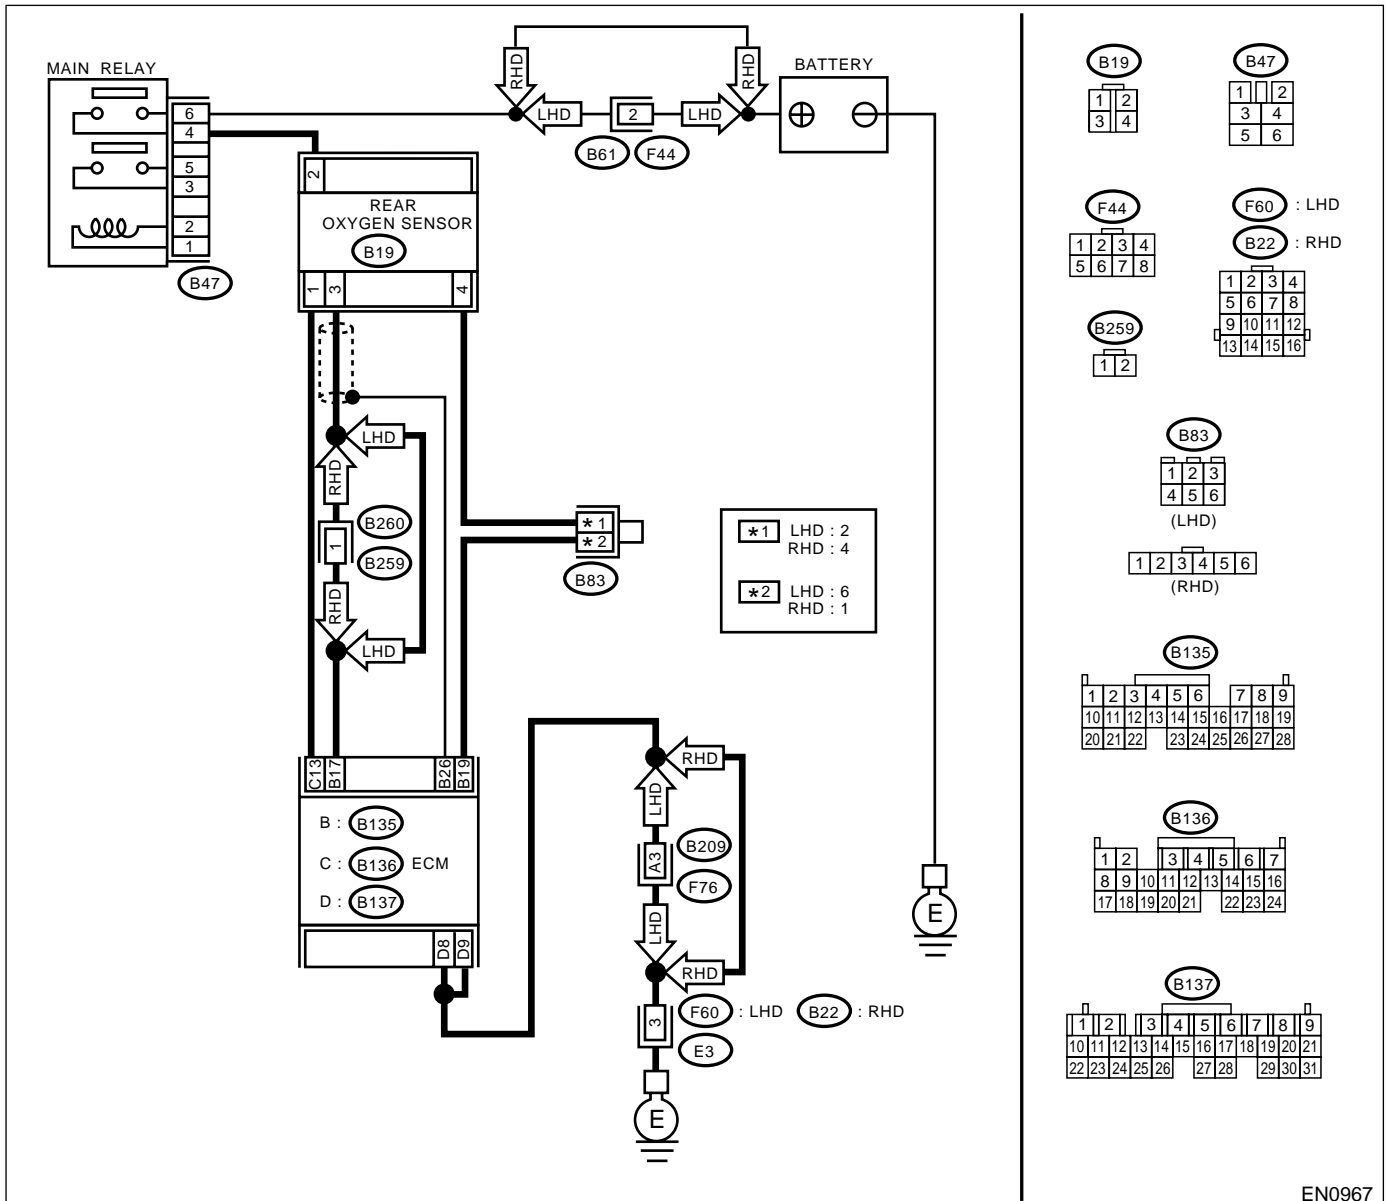 MAIN RELAY
6
4
5
3
2
1
B47
RHD
RHD
LHD
2
LHD
B61
F44
BATTERY
2
REAR
OXYGEN SENSOR
B19
1
3
4
LHD
RHD
B260
1
B259
RHD
LHD
*1
*2
B83
*1 LHD : 2
RHD : 4
*2 LHD : 6
RHD : 1
C13
B17
B26
B19
B : B135
C : B136 ECM
D : B137
D8
D9
RHD
LHD
B209
A3
F76
LHD
RHD
F60 : LHD B22 : RHD
3
E3
E
E
B19
1 2
3 4
B47
1 2
3 4
5 6
F44
1 2 3 4
5 6 7 8
F60 : LHD
B22 : RHD
1 2 3 4
5 6 7 8
9 10 11 12
13 14 15 16
B259
1 2
B83
1 2 3
4 5 6
(LHD)
1 2 3 4 5 6
(RHD)
B135
1 2 3 4 5 6 7 8 9
10 11 12 13 14 15 16 17 18 19
20 21 22 23 24 25 26 27 28
B136
1 2 3 4 5 6 7
8 9 10 11 12 13 14 15 16
17 18 19 20 21 22 23 24
B137
1 2 3 4 5 6 7 8 9
10 11 12 13 14 15 16 17 18 19 20 21
22 23 24 25 26 27 28 29 30 31
EN0967